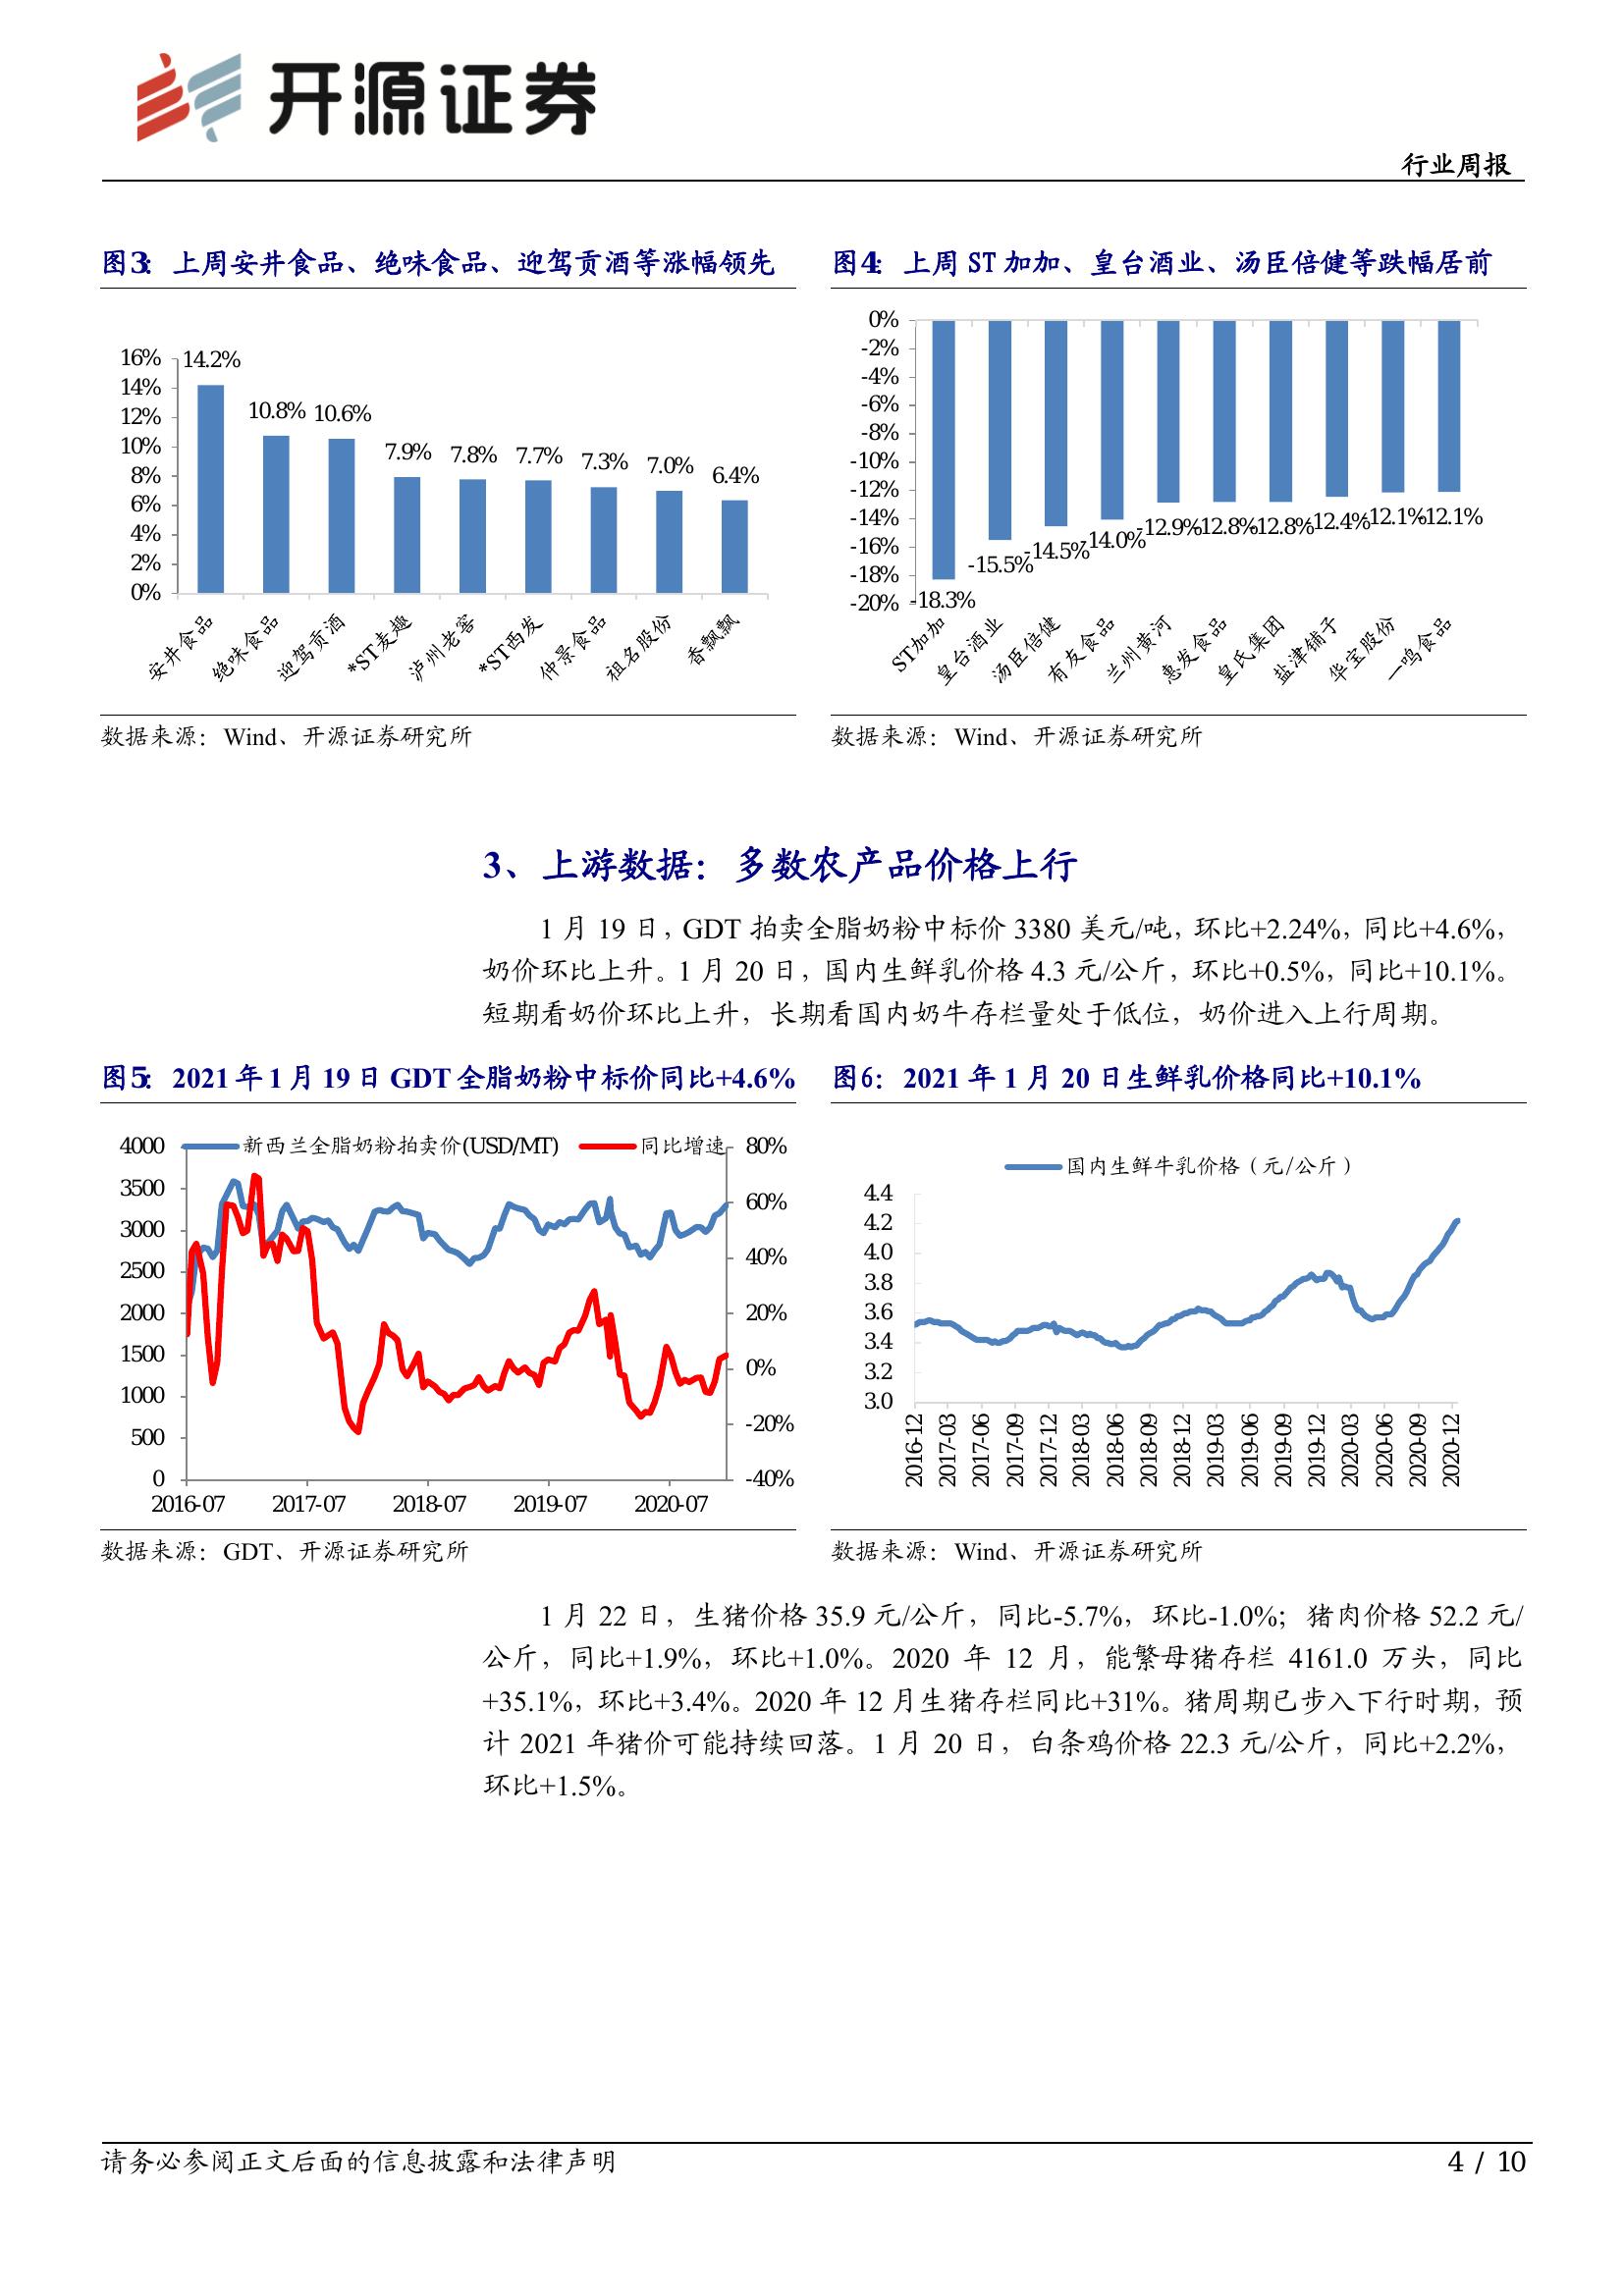 开源证券
行业周报
图3：上周安井食品、绝味食品、迎驾贡酒等涨幅领先
16%
14%
12%
10%
8%
6%
4%
2%
0%
14.2%
10.8%
10.6%
7.9%
7.8%
7.7%
7.3%
7.0%
6.4%
安井食品
绝味食品
迎驾贡酒
*ST麦趣
泸州老窖
*ST西发
仲景食品
祖名股份
香飘飘
数据来源：Wind、开源证券研究所
图4：上周 ST 加加、皇台酒业、汤臣倍健等跌幅居前
0%
-2%
-4%
-6%
-8%
-10%
-12%
-14%
-16%
-18%
-20%
-18.3%
-15.5%
-14.5%
-14.0%
-12.9%
-12.8%
-12.8%
-12.4%
-12.1%
-12.1%
ST加加
皇台酒业
汤臣倍健
有友食品
兰州黄河
惠发食品
皇氏集团
盐津铺子
华宝股份
一鸣食品
数据来源：Wind、开源证券研究所
3、上游数据：多数农产品价格上行
1 月 19 日，GDT 拍卖全脂奶粉中标价 3380 美元/吨，环比+2.24%，同比+4.6%，
奶价环比上升。1 月 20 日，国内生鲜乳价格 4.3 元/公斤，环比+0.5%，同比+10.1%。
短期看奶价环比上升，长期看国内奶牛存栏量处于低位，奶价进入上行周期。
图5：2021 年 1 月 19 日 GDT 全脂奶粉中标价同比+4.6%
新西兰全脂奶粉拍卖价(USD/MT)
同比增速
4000
3500
3000
2500
2000
1500
1000
500
0
80%
60%
40%
20%
0%
-20%
-40%
2016-07
2017-07
2018-07
2019-07
2020-07
数据来源：GDT、开源证券研究所
图6：2021 年 1 月 20 日生鲜乳价格同比+10.1%
国内生鲜牛乳价格（元/公斤）
4.4
4.2
4.0
3.8
3.6
3.4
3.2
3.0
2016-12
2017-03
2017-06
2017-09
2017-12
2018-03
2018-06
2018-09
2018-12
2019-03
2019-06
2019-09
2019-12
2020-03
2020-06
2020-09
2020-12
数据来源：Wind、开源证券研究所
1 月 22 日，生猪价格 35.9 元/公斤，同比-5.7%，环比-1.0%；猪肉价格 52.2 元/
公斤，同比+1.9%，环比+1.0%。2020 年 12 月，能繁母猪存栏 4161.0 万头，同比
+35.1%，环比+3.4%。2020 年 12 月生猪存栏同比+31%。猪周期已步入下行时期，预
计 2021 年猪价可能持续回落。1 月 20 日，白条鸡价格 22.3 元/公斤，同比+2.2%，
环比+1.5%。
请务必参阅正文后面的信息披露和法律声明
4 / 10